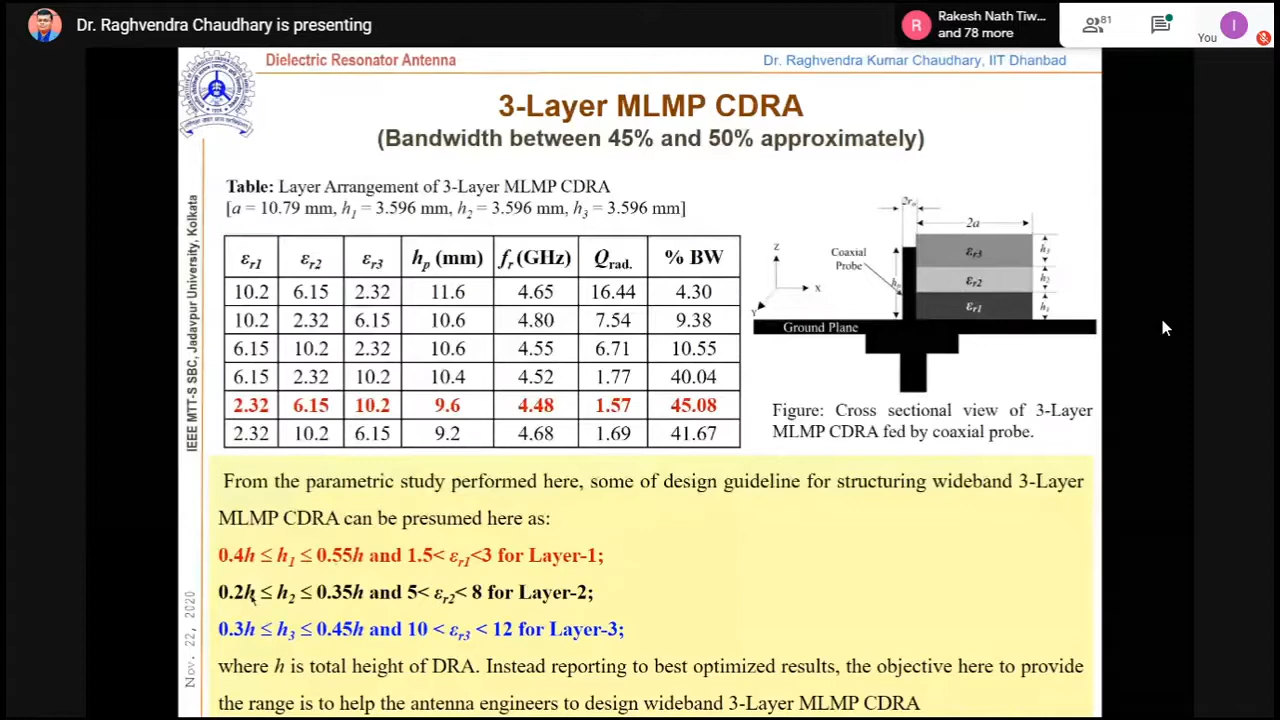 Dr. Raghvendra Chaudhary is presenting
R
Rakesh Nath Tiw...
and 78 more
81
You
I
Dielectric Resonator Antenna
Dr. Raghvendra Kumar Chaudhary, IIT Dhanbad
3-Layer MLMP CDRA
(Bandwidth between 45% and 50% approximately)
Table: Layer Arrangement of 3-Layer MLMP CDRA
[a = 10.79 mm, h1 = 3.596 mm, h2 = 3.596 mm, h3 = 3.596 mm]
εr1 εr2 εr3 hp (mm) fr (GHz) Qrad. % BW
10.2 6.15 2.32 11.6 4.65 16.44 4.30
10.2 2.32 6.15 10.6 4.80 7.54 9.38
6.15 10.2 2.32 10.6 4.55 6.71 10.55
6.15 2.32 10.2 10.4 4.52 1.77 40.04
2.32 6.15 10.2 9.6 4.48 1.57 45.08
2.32 10.2 6.15 9.2 4.68 1.69 41.67
2a
Coaxial
Probe
Z
X
Y
hp
εr3
εr2
εr1
h3
h2
h1
Ground Plane
Figure: Cross sectional view of 3-Layer
MLMP CDRA fed by coaxial probe.
IEEE MTT-S SBC, Jadavpur University, Kolkata
Nov. 22, 2020
From the parametric study performed here, some of design guideline for structuring wideband 3-Layer
MLMP CDRA can be presumed here as:
0.4h ≤ h1 ≤ 0.55h and 1.5< εr1<3 for Layer-1;
0.2h ≤ h2 ≤ 0.35h and 5< εr2< 8 for Layer-2;
0.3h ≤ h3 ≤ 0.45h and 10 < εr3 < 12 for Layer-3;
where h is total height of DRA. Instead reporting to best optimized results, the objective here to provide
the range is to help the antenna engineers to design wideband 3-Layer MLMP CDRA